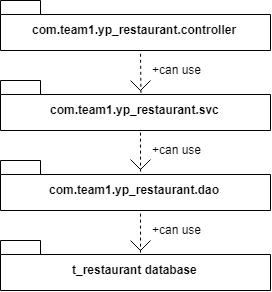 com.team1.yp_restaurant.controller
+can use
com.team1.yp_restaurant.svc
+can use
com.team1.yp_restaurant.dao
+can use
t_restaurant database